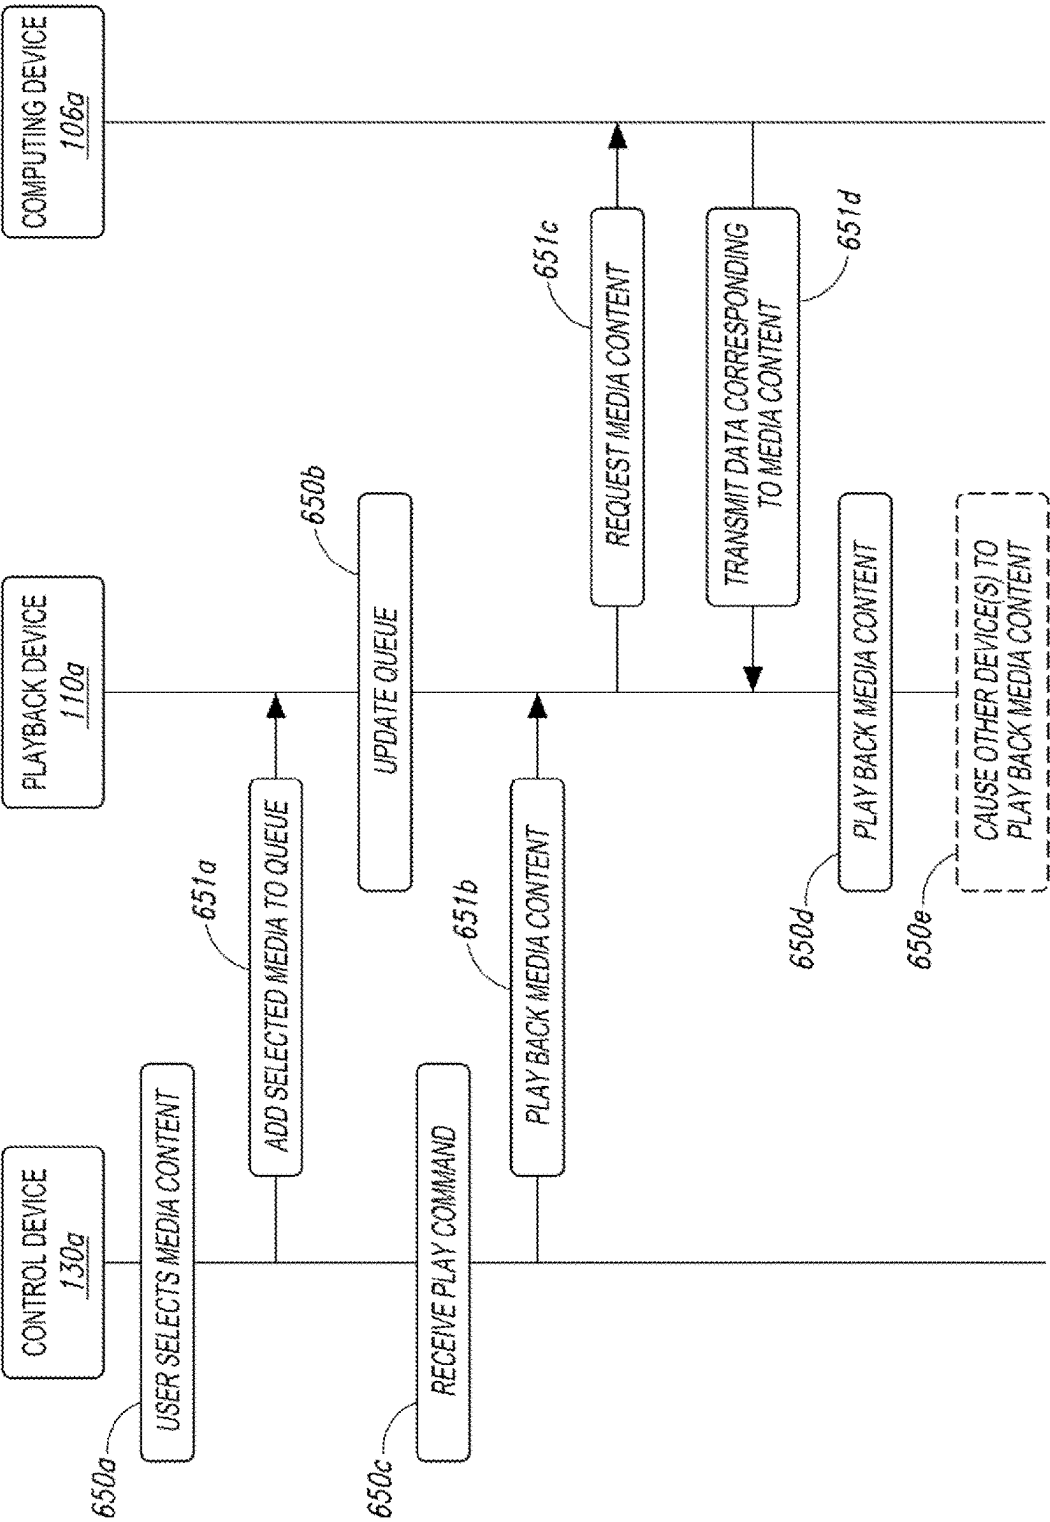 CONTROL DEVICE
130a
PLAYBACK DEVICE
110a
COMPUTING DEVICE
106a
650a
USER SELECTS MEDIA CONTENT
651a
ADD SELECTED MEDIA TO QUEUE
650b
UPDATE QUEUE
650c
RECEIVE PLAY COMMAND
651b
PLAY BACK MEDIA CONTENT
651c
REQUEST MEDIA CONTENT
651d
TRANSMIT DATA CORRESPONDING
TO MEDIA CONTENT
650d
PLAY BACK MEDIA CONTENT
650e
CAUSE OTHER DEVICE(S) TO
PLAY BACK MEDIA CONTENT